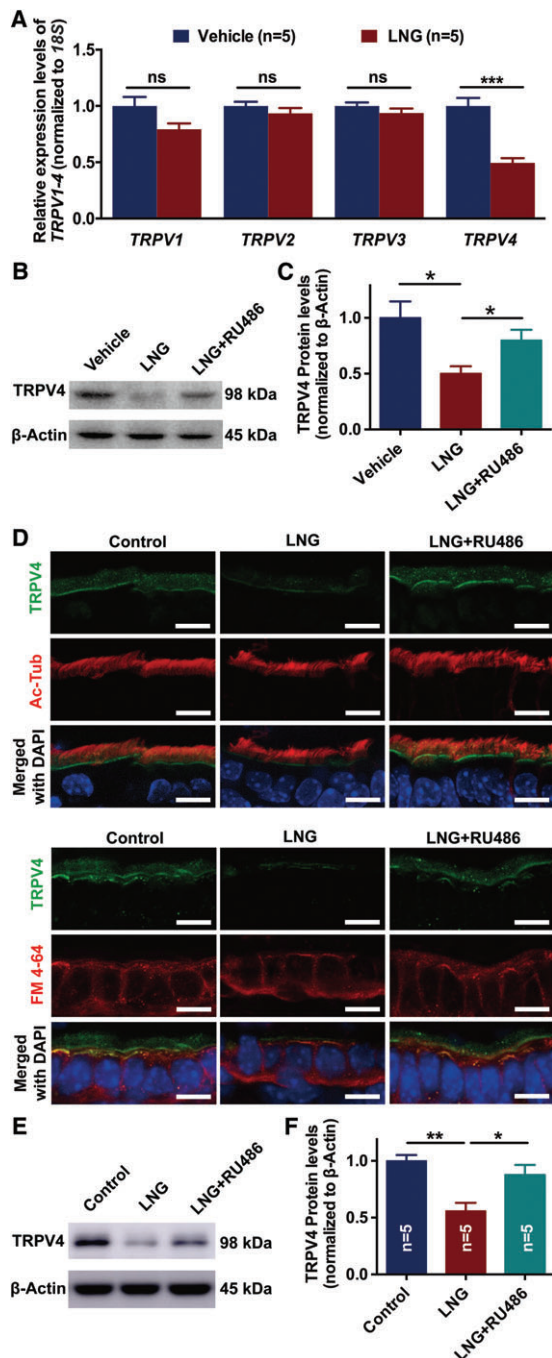 A
Relative expression levels of
TRPV1-4 (normalized to 18S)
Vehicle (n=5) LNG (n=5)
1.5
1.0
0.5
0.0
ns ns ns ***
TRPV1 TRPV2 TRPV3 TRPV4
B
Vehicle LNG LNG+RU486
TRPV4 98 kDa
β-Actin 45 kDa
C
TRPV4 Protein levels
(normalized to β-Actin)
* *
1.0
0.5
0.0
Vehicle LNG LNG+RU486
D
Control LNG LNG+RU486
TRPV4
Ac-Tub
Merged
with DAPI
Control LNG LNG+RU486
TRPV4
FM 4-64
Merged
with DAPI
E
Control LNG LNG+RU486
TRPV4 98 kDa
β-Actin 45 kDa
F
TRPV4 Protein levels
(normalized to β-Actin)
** *
1.0
0.5
0.0
n=5 n=5 n=5
Control LNG LNG+RU486